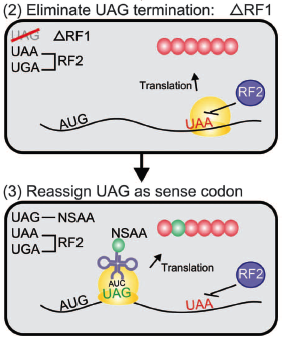 (2) Eliminate UAG termination: △RF1
UAG △RF1
UAA
UGA
RF2
Translation
RF2
AUG
UAA
(3) Reassign UAG as sense codon
UAG — NSAA
UAA
UGA
RF2
NSAA
Translation
AUC
UAG
RF2
AUG
UAA